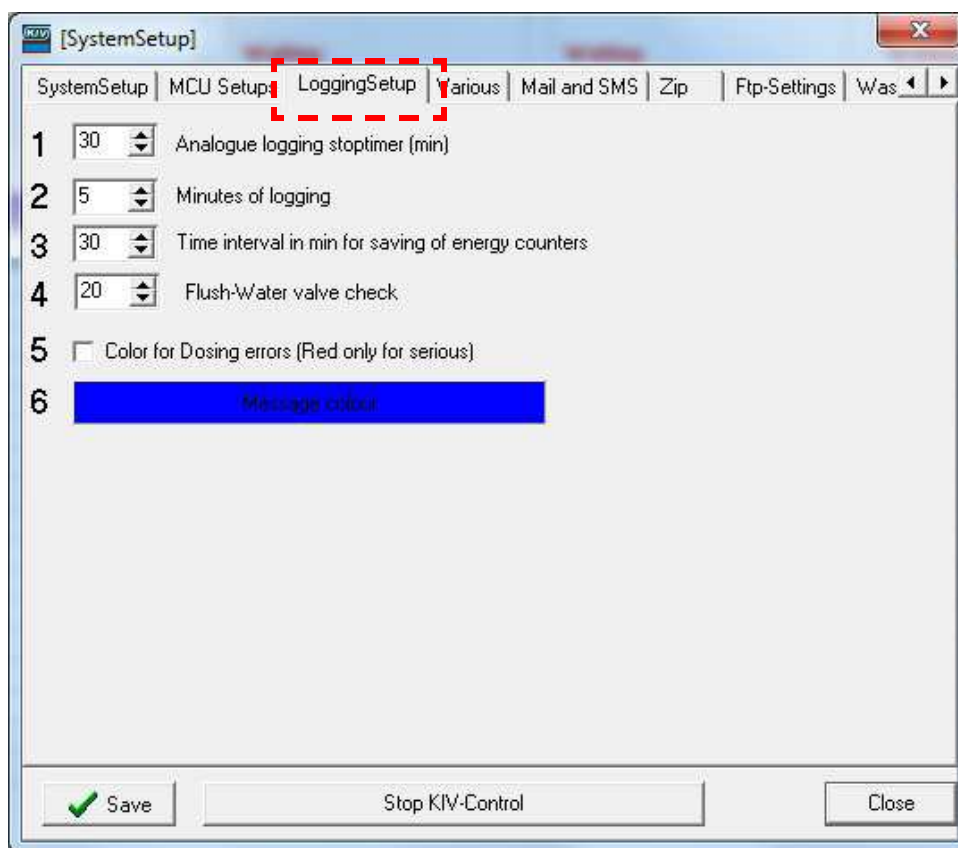 KIV [SystemSetup]
SystemSetup MCU Setups LoggingSetup Various Mail and SMS Zip Ftp-Settings Was
1 30 Analogue logging stoptimer (min)
2 5 Minutes of logging
3 30 Time interval in min for saving of energy counters
4 20 Flush-Water valve check
5 Color for Dosing errors (Red only for serious)
6 Message colour
Save Stop KIV-Control Close